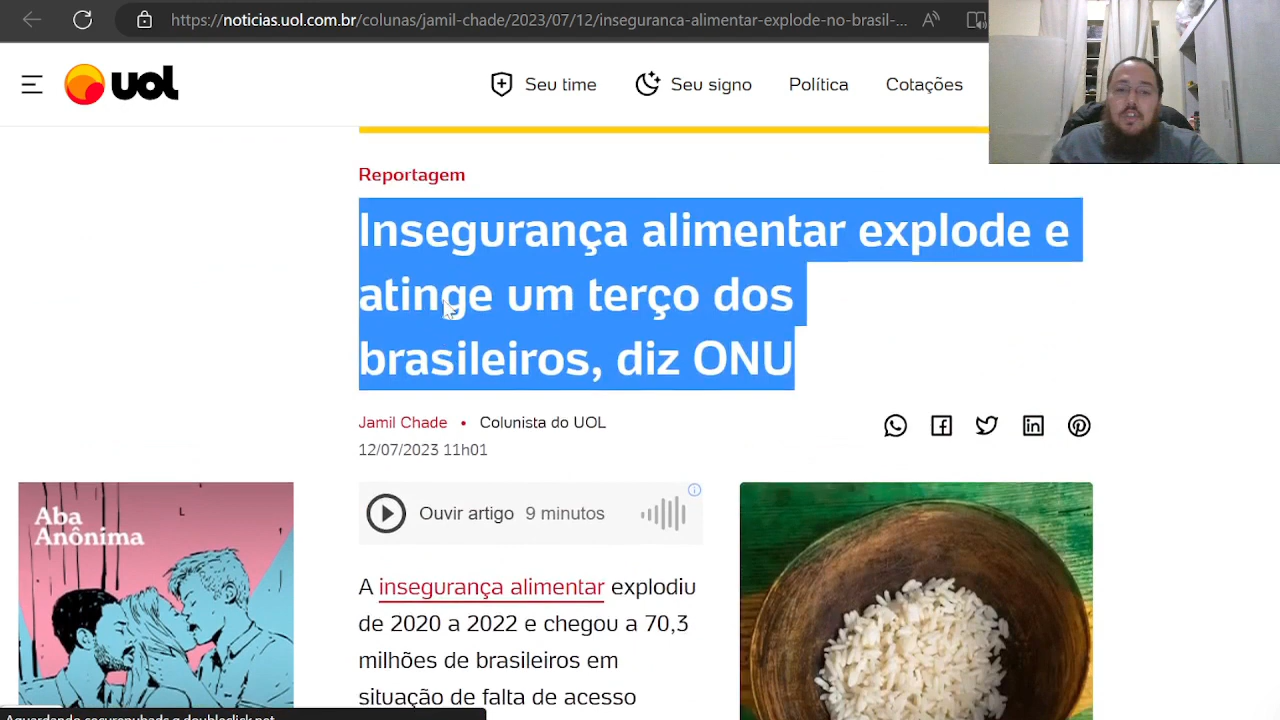 https://noticias.uol.com.br/colunas/jamil-chade/2023/07/12/inseguranca-alimentar-explode-no-brasil-...
UOL
Seu time
Seu signo
Política
Cotações
Reportagem
Insegurança alimentar explode e
atinge um terço dos
brasileiros, diz ONU
Jamil Chade • Colunista do UOL
12/07/2023 11h01
Ouvir artigo 9 minutos
Aba
Anônima
A insegurança alimentar explodiu
de 2020 a 2022 e chegou a 70,3
milhões de brasileiros em
situação de falta de acesso